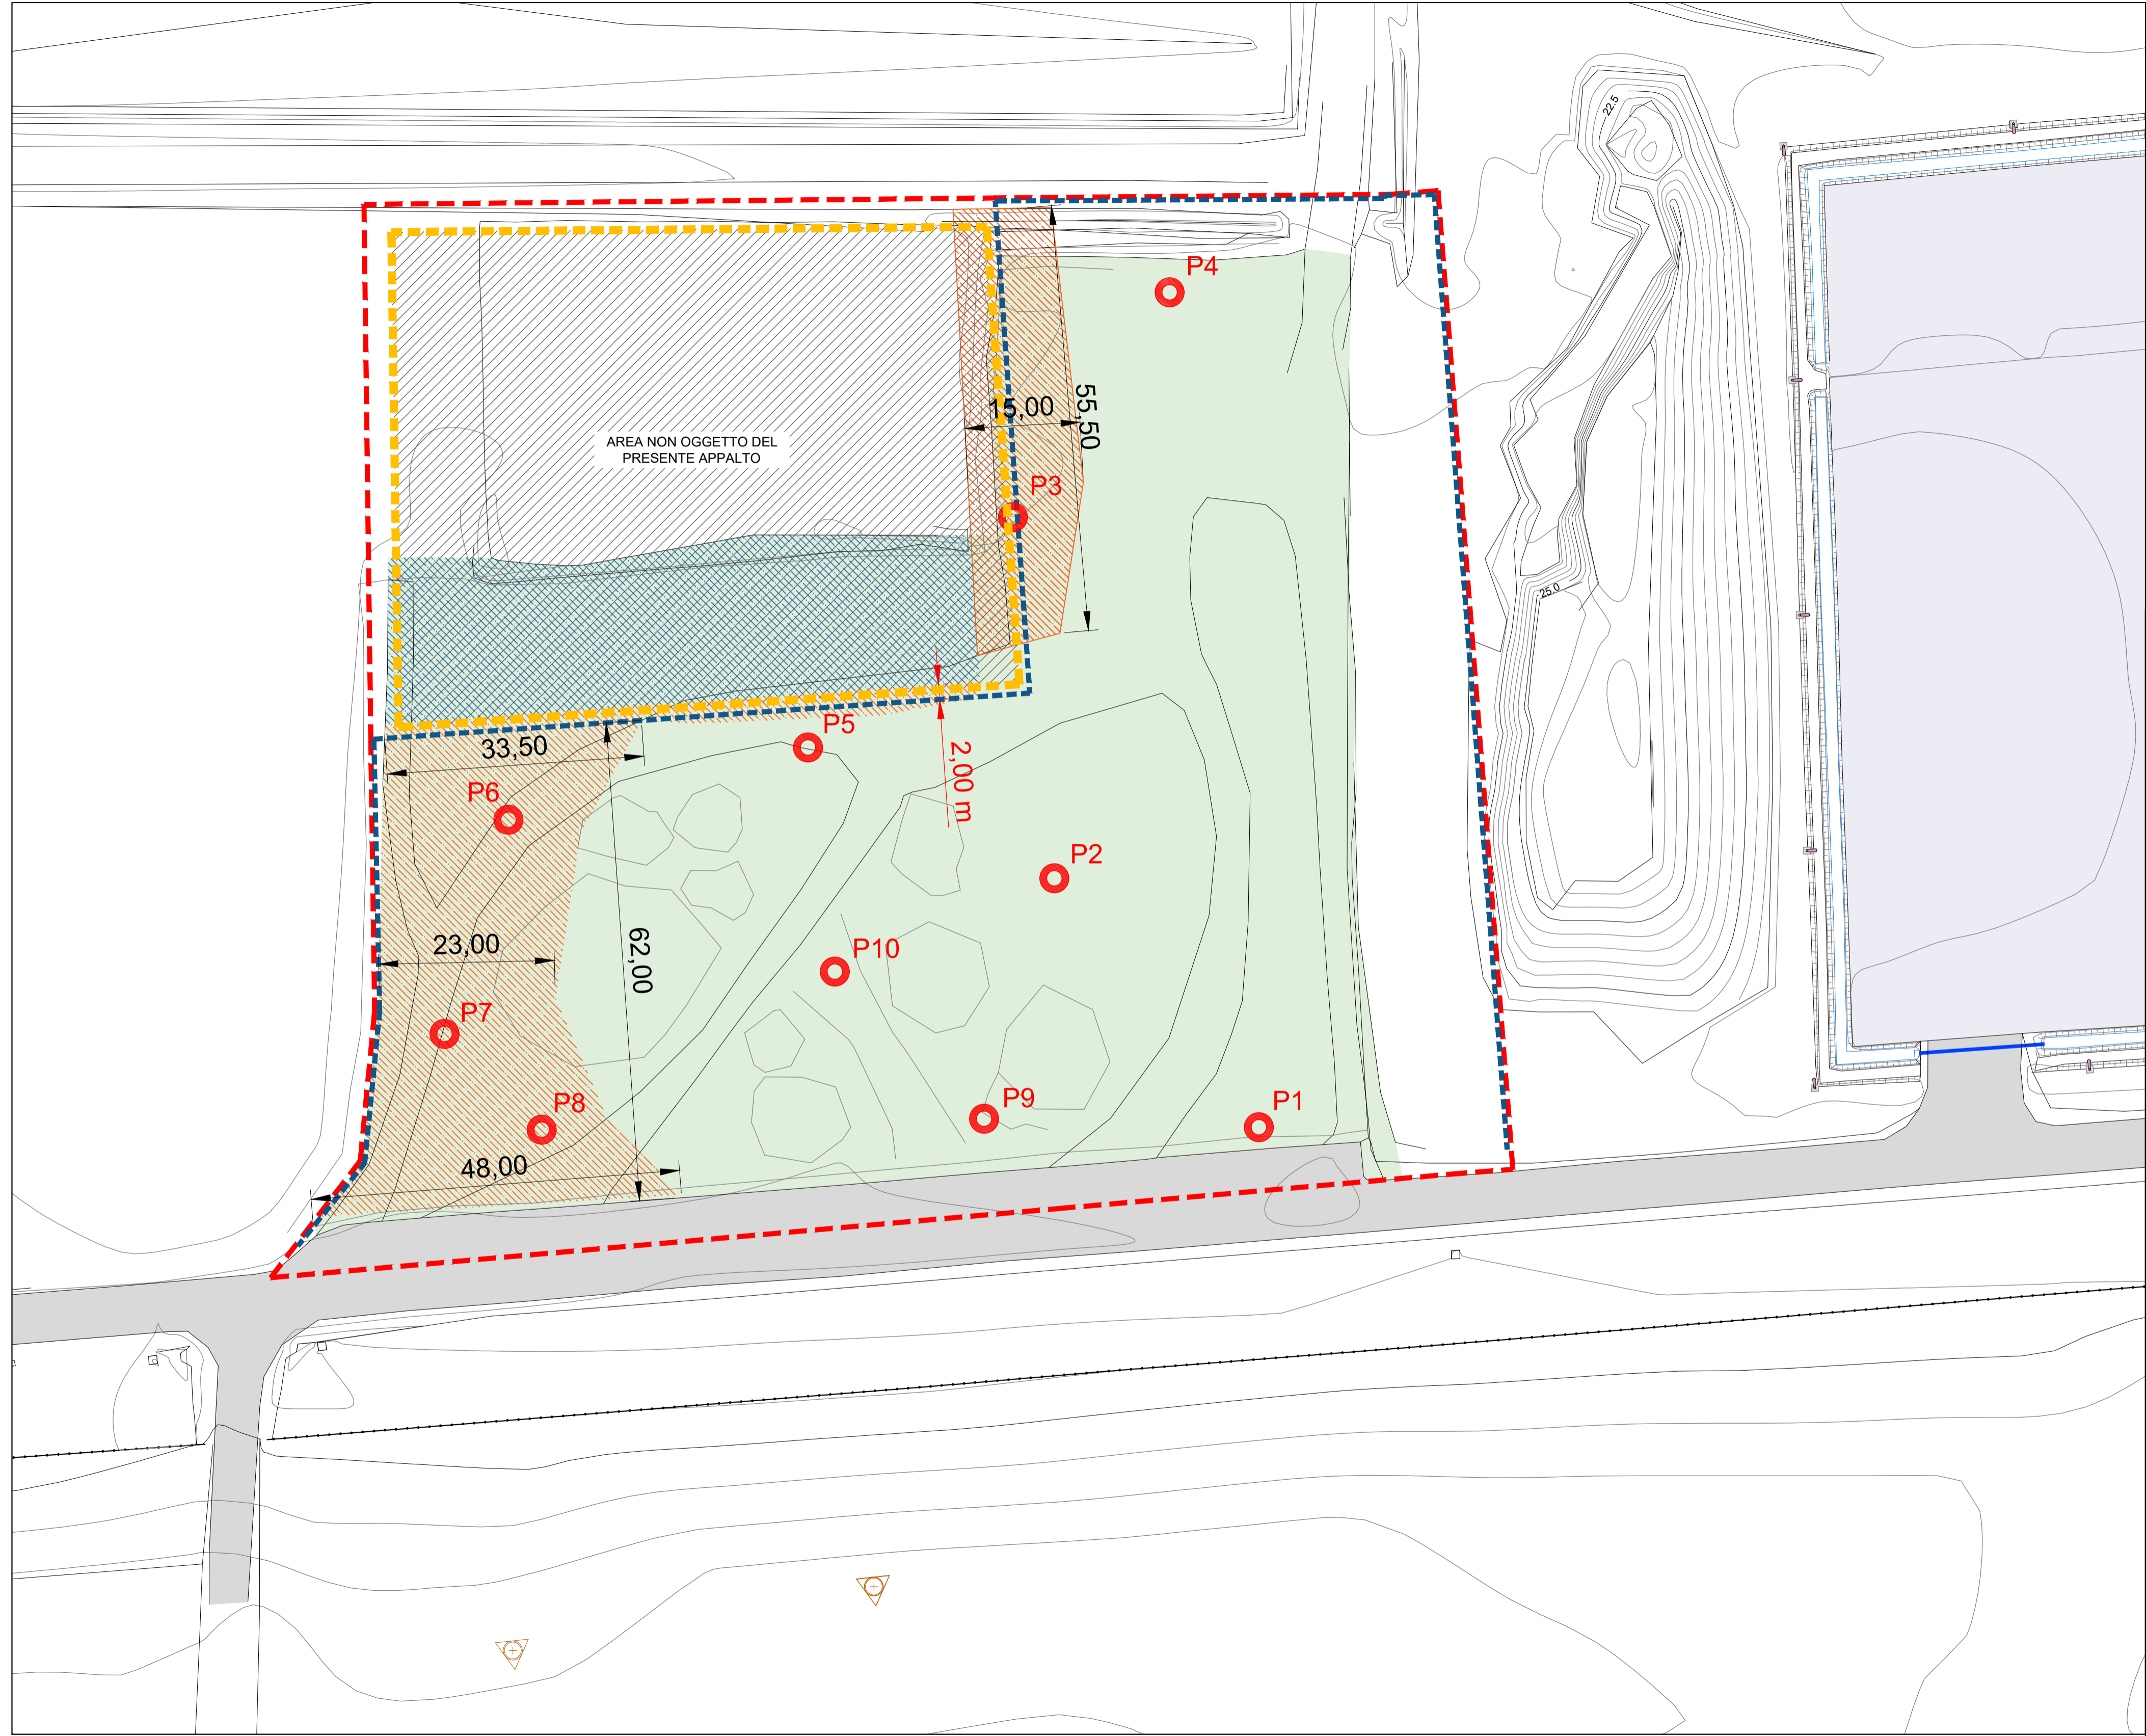 22.5
P4
55,50
15,00
AREA NON OGGETTO DEL
PRESENTE APPALTO
P3
25.0
P5
33,50
2,00 m
P6
P2
23,00
62,00
P10
P7
P8
P9
P1
48,00